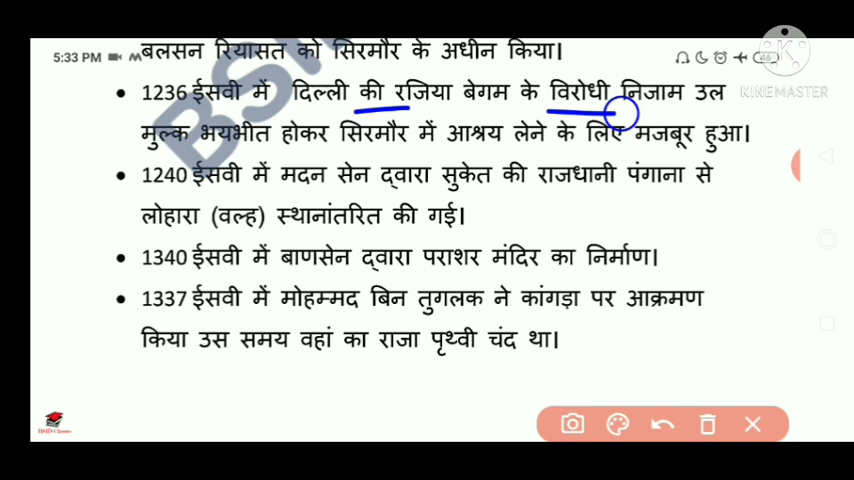 बलसन रियासत को सिरमौर के अधीन किया।
5:33 PM
46
KINEMASTER
• 1236 ईसवी में दिल्ली की रजिया बेगम के विरोधी निजाम उल
मुल्क भयभीत होकर सिरमौर में आश्रय लेने के लिए मजबूर हुआ।
• 1240 ईसवी में मदन सेन द्वारा सुकेत की राजधानी पंगाना से
लोहारा (वल्ह) स्थानांतरित की गई।
• 1340 ईसवी में बाणसेन द्वारा पराशर मंदिर का निर्माण।
• 1337 ईसवी में मोहम्मद बिन तुगलक ने कांगड़ा पर आक्रमण
किया उस समय वहां का राजा पृथ्वी चंद था।